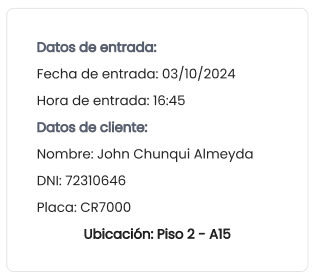 Datos de entrada:
Fecha de entrada: 03/10/2024
Hora de entrada: 16:45
Datos de cliente:
Nombre: John Chunqui Almeyda
DNI: 72310646
Placa: CR7000
Ubicación: Piso 2 - A15